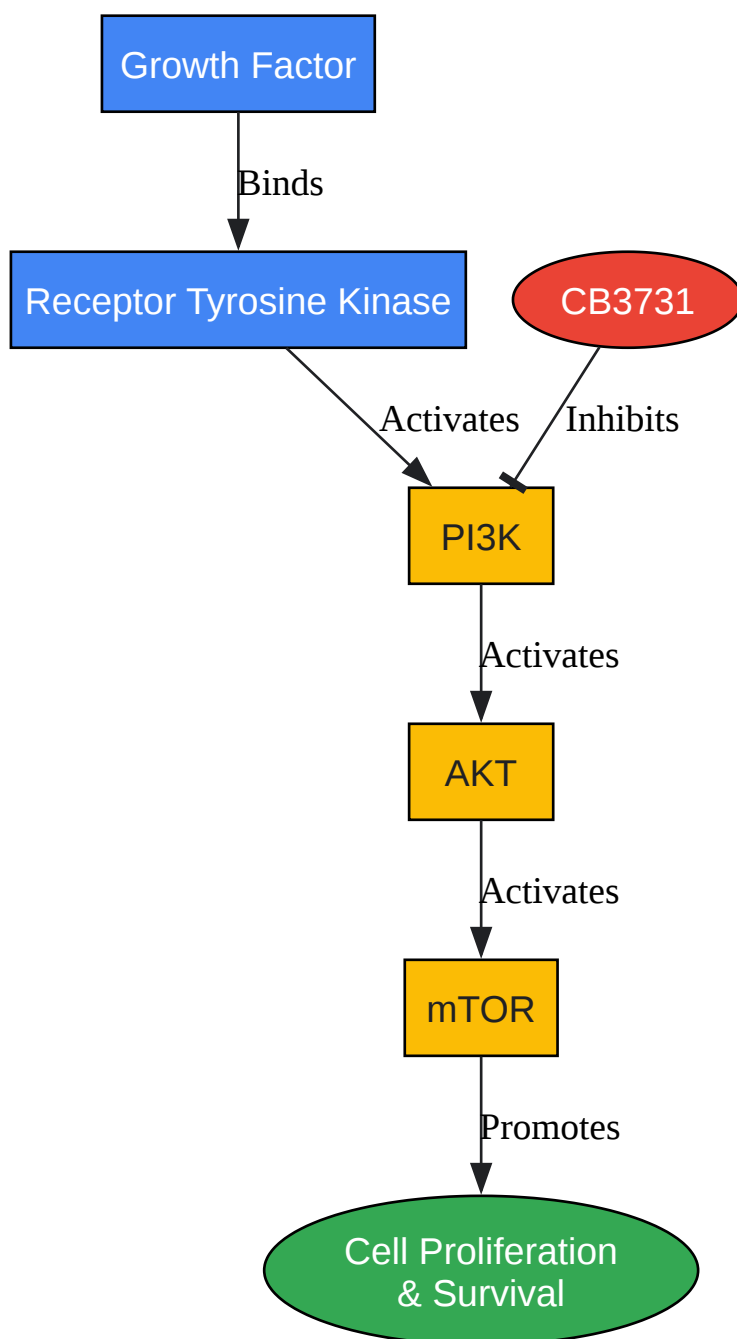 Growth Factor
Binds
Receptor Tyrosine Kinase
CB3731
Activates
Inhibits
PI3K
Activates
AKT
Activates
mTOR
Promotes
Cell Proliferation
& Survival